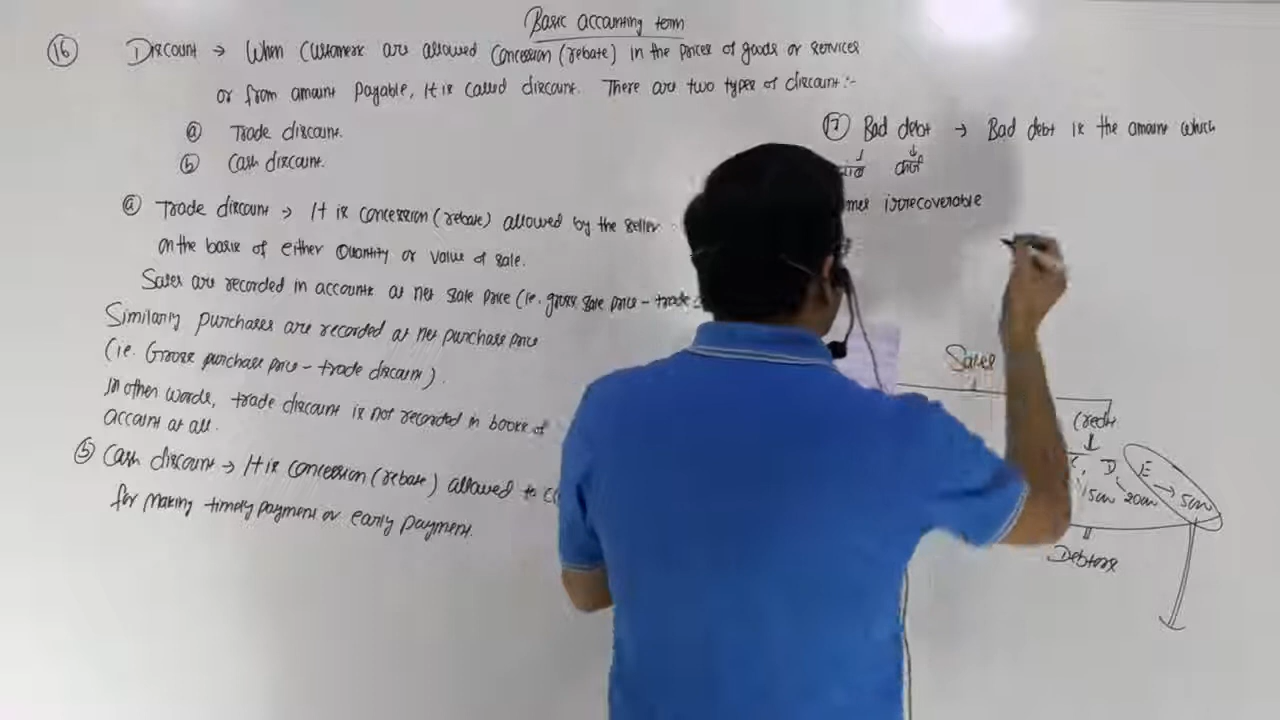 Basic accounting term
16 Discount → When customers are allowed concession (rebate) in the prices of goods or services
or from amount payable, it is called discount. There are two types of discount:-
a Trade discount.
b Cash discount.
a Trade discount → It is concession (rebate) allowed by the seller
on the basis of either Quantity or value of sale.
Sales are recorded in accounts at net sale price (ie. gross sale price - trade
Similarly purchases are recorded at net purchase price
(ie. Gross purchase price - trade discount).
In other words, trade discount is not recorded in books of
account at all.
b Cash discount → It is concession (rebate) allowed to
for making timely payment or early payment.
17 Bad debt → Bad debt is the amount which
irrecoverable
Sales
Credit
C, D E
1500 2000 → 500
Debtors